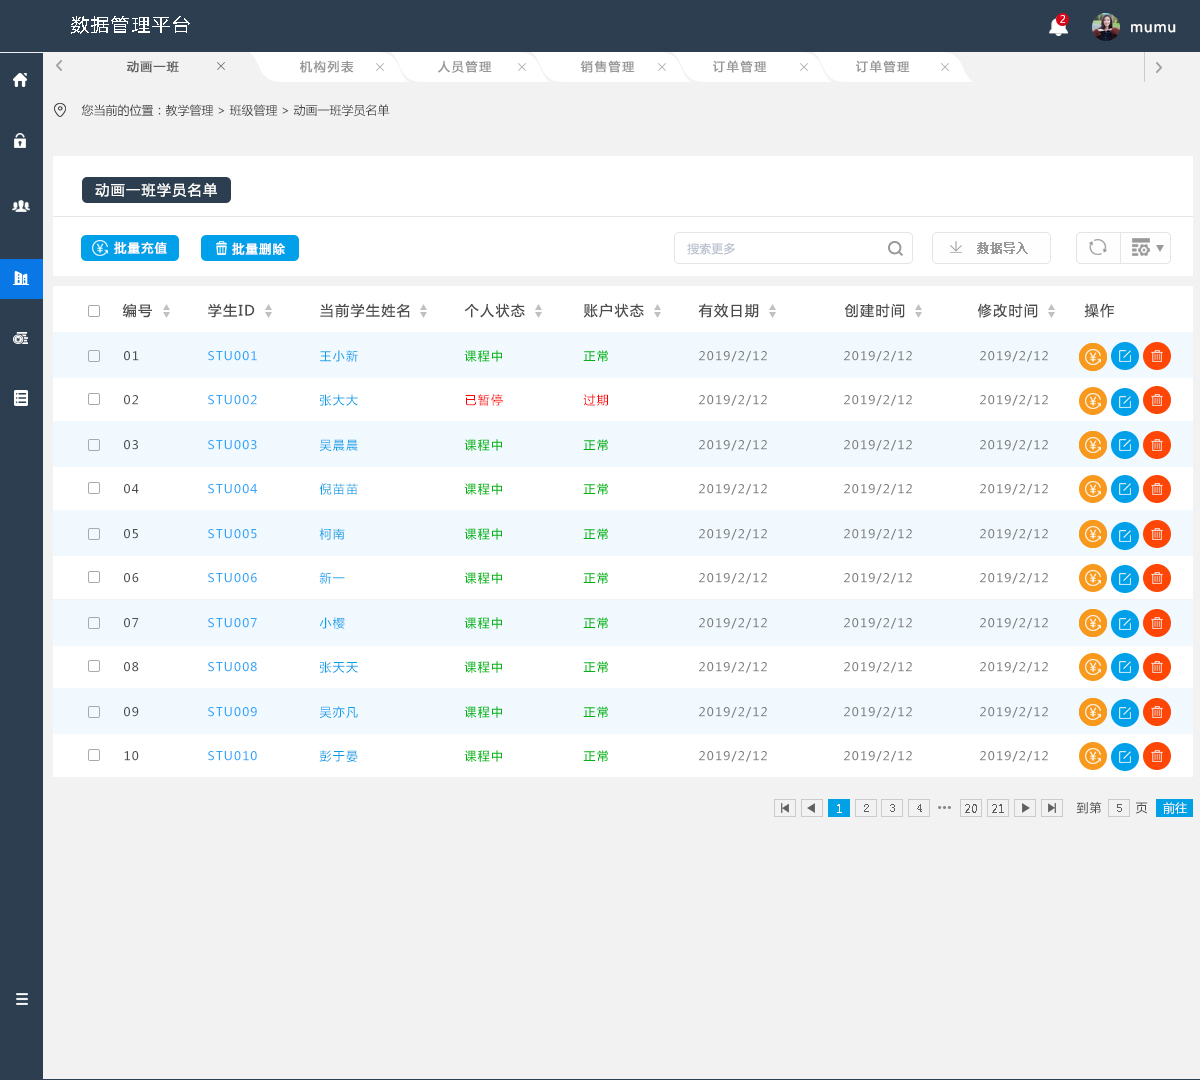 数据管理平台
2
mumu
动画一班 机构列表 人员管理 销售管理 订单管理 订单管理
您当前的位置：教学管理 > 班级管理 > 动画一班学员名单
动画一班学员名单
批量充值 批量删除 搜索更多 数据导入
编号 学生ID 当前学生姓名 个人状态 账户状态 有效日期 创建时间 修改时间 操作
01 STU001 王小新 课程中 正常 2019/2/12 2019/2/12 2019/2/12
02 STU002 张大大 已暂停 过期 2019/2/12 2019/2/12 2019/2/12
03 STU003 吴晨晨 课程中 正常 2019/2/12 2019/2/12 2019/2/12
04 STU004 倪苗苗 课程中 正常 2019/2/12 2019/2/12 2019/2/12
05 STU005 柯南 课程中 正常 2019/2/12 2019/2/12 2019/2/12
06 STU006 新一 课程中 正常 2019/2/12 2019/2/12 2019/2/12
07 STU007 小樱 课程中 正常 2019/2/12 2019/2/12 2019/2/12
08 STU008 张天天 课程中 正常 2019/2/12 2019/2/12 2019/2/12
09 STU009 吴亦凡 课程中 正常 2019/2/12 2019/2/12 2019/2/12
10 STU010 彭于晏 课程中 正常 2019/2/12 2019/2/12 2019/2/12
1 2 3 4 ••• 20 21 到第 5 页 前往